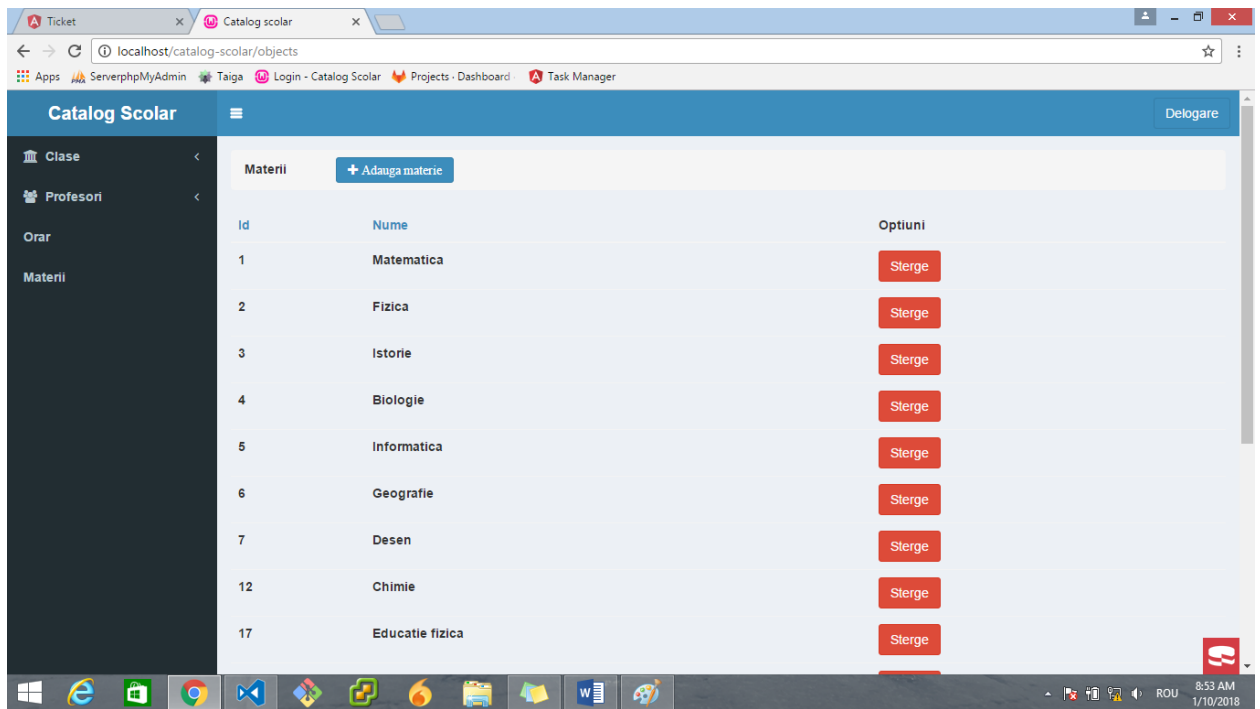 Ticket
Catalog scolar
localhost/catalog-scolar/objects
Apps ServerphpMyAdmin Taiga Login - Catalog Scolar Projects · Dashboard · Task Manager
Catalog Scolar
Delogare
Clase
Profesori
Orar
Materii
Materii + Adauga materie
Id Nume Optiuni
1 Matematica Sterge
2 Fizica Sterge
3 Istorie Sterge
4 Biologie Sterge
5 Informatica Sterge
6 Geografie Sterge
7 Desen Sterge
12 Chimie Sterge
17 Educatie fizica Sterge
ROU
8:53 AM
1/10/2018